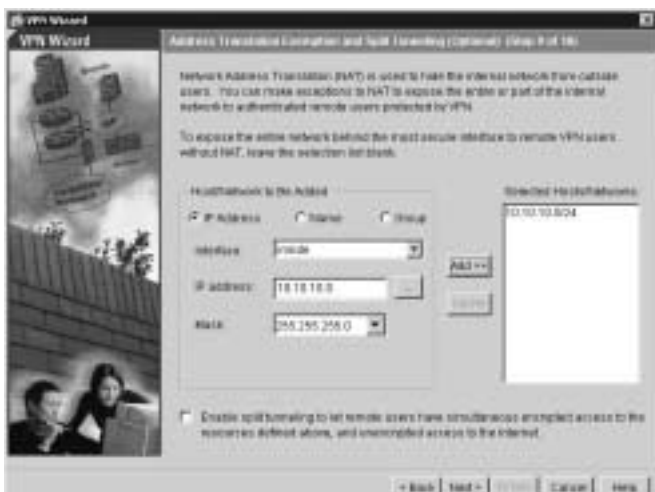 VPN Wizard
VPN Wizard
Address Translation Exemption and Split Tunneling (Optional) (Step 9 of 10)
Network Address Translation (NAT) is used to hide the internal network from outside
users. You can make exceptions to NAT to expose the entire or part of the internal
network to authenticated remote users protected by VPN.
To expose the entire network behind the most secure interface to remote VPN users
without NAT, leave the selection list blank.
Host/Network to Be Added
Selected Hosts/Networks:
IP Address Name Group
10.10.10.0/24
Interface: inside
Add >>
IP address: 10.10.10.0 ...
Mask: 255.255.255.0
Enable split tunneling to let remote users have simultaneous encrypted access to the
resources defined above, and unencrypted access to the internet.
< Back Next > Cancel Help